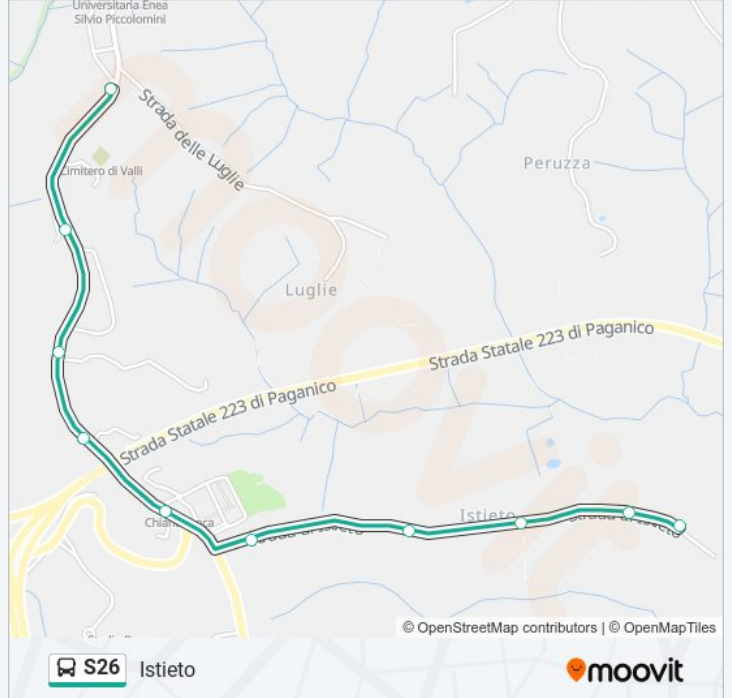 Universitaria Enea
Silvio Piccolomini
Strada delle Luglie
Cimitero di Valli
Peruzza
Luglie
Strada Statale 223 di Paganico
Strada Statale 223 di Paganico
Istieto
© OpenStreetMap contributors | © OpenMapTiles
S26 Istieto
moovit